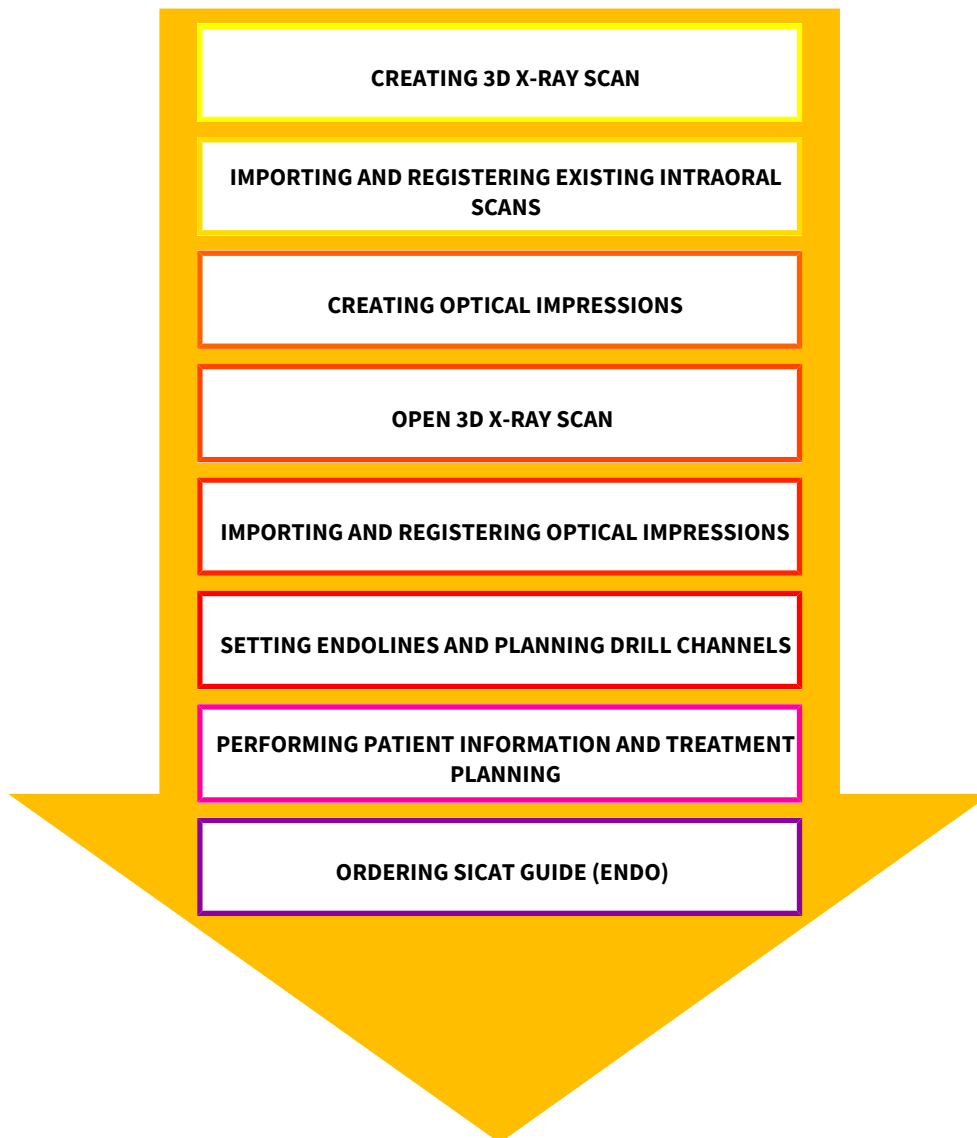 CREATING 3D X-RAY SCAN
IMPORTING AND REGISTERING EXISTING INTRAORAL
SCANS
CREATING OPTICAL IMPRESSIONS
OPEN 3D X-RAY SCAN
IMPORTING AND REGISTERING OPTICAL IMPRESSIONS
SETTING ENDOLINES AND PLANNING DRILL CHANNELS
PERFORMING PATIENT INFORMATION AND TREATMENT
PLANNING
ORDERING SICAT GUIDE (ENDO)